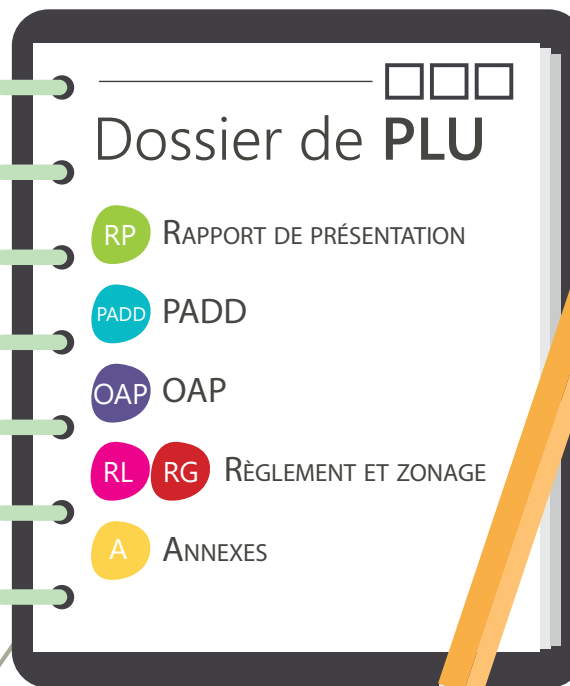 Dossier de PLU
RP RAPPORT DE PRÉSENTATION
PADD PADD
OAP OAP
RL RG RÈGLEMENT ET ZONAGE
A ANNEXES